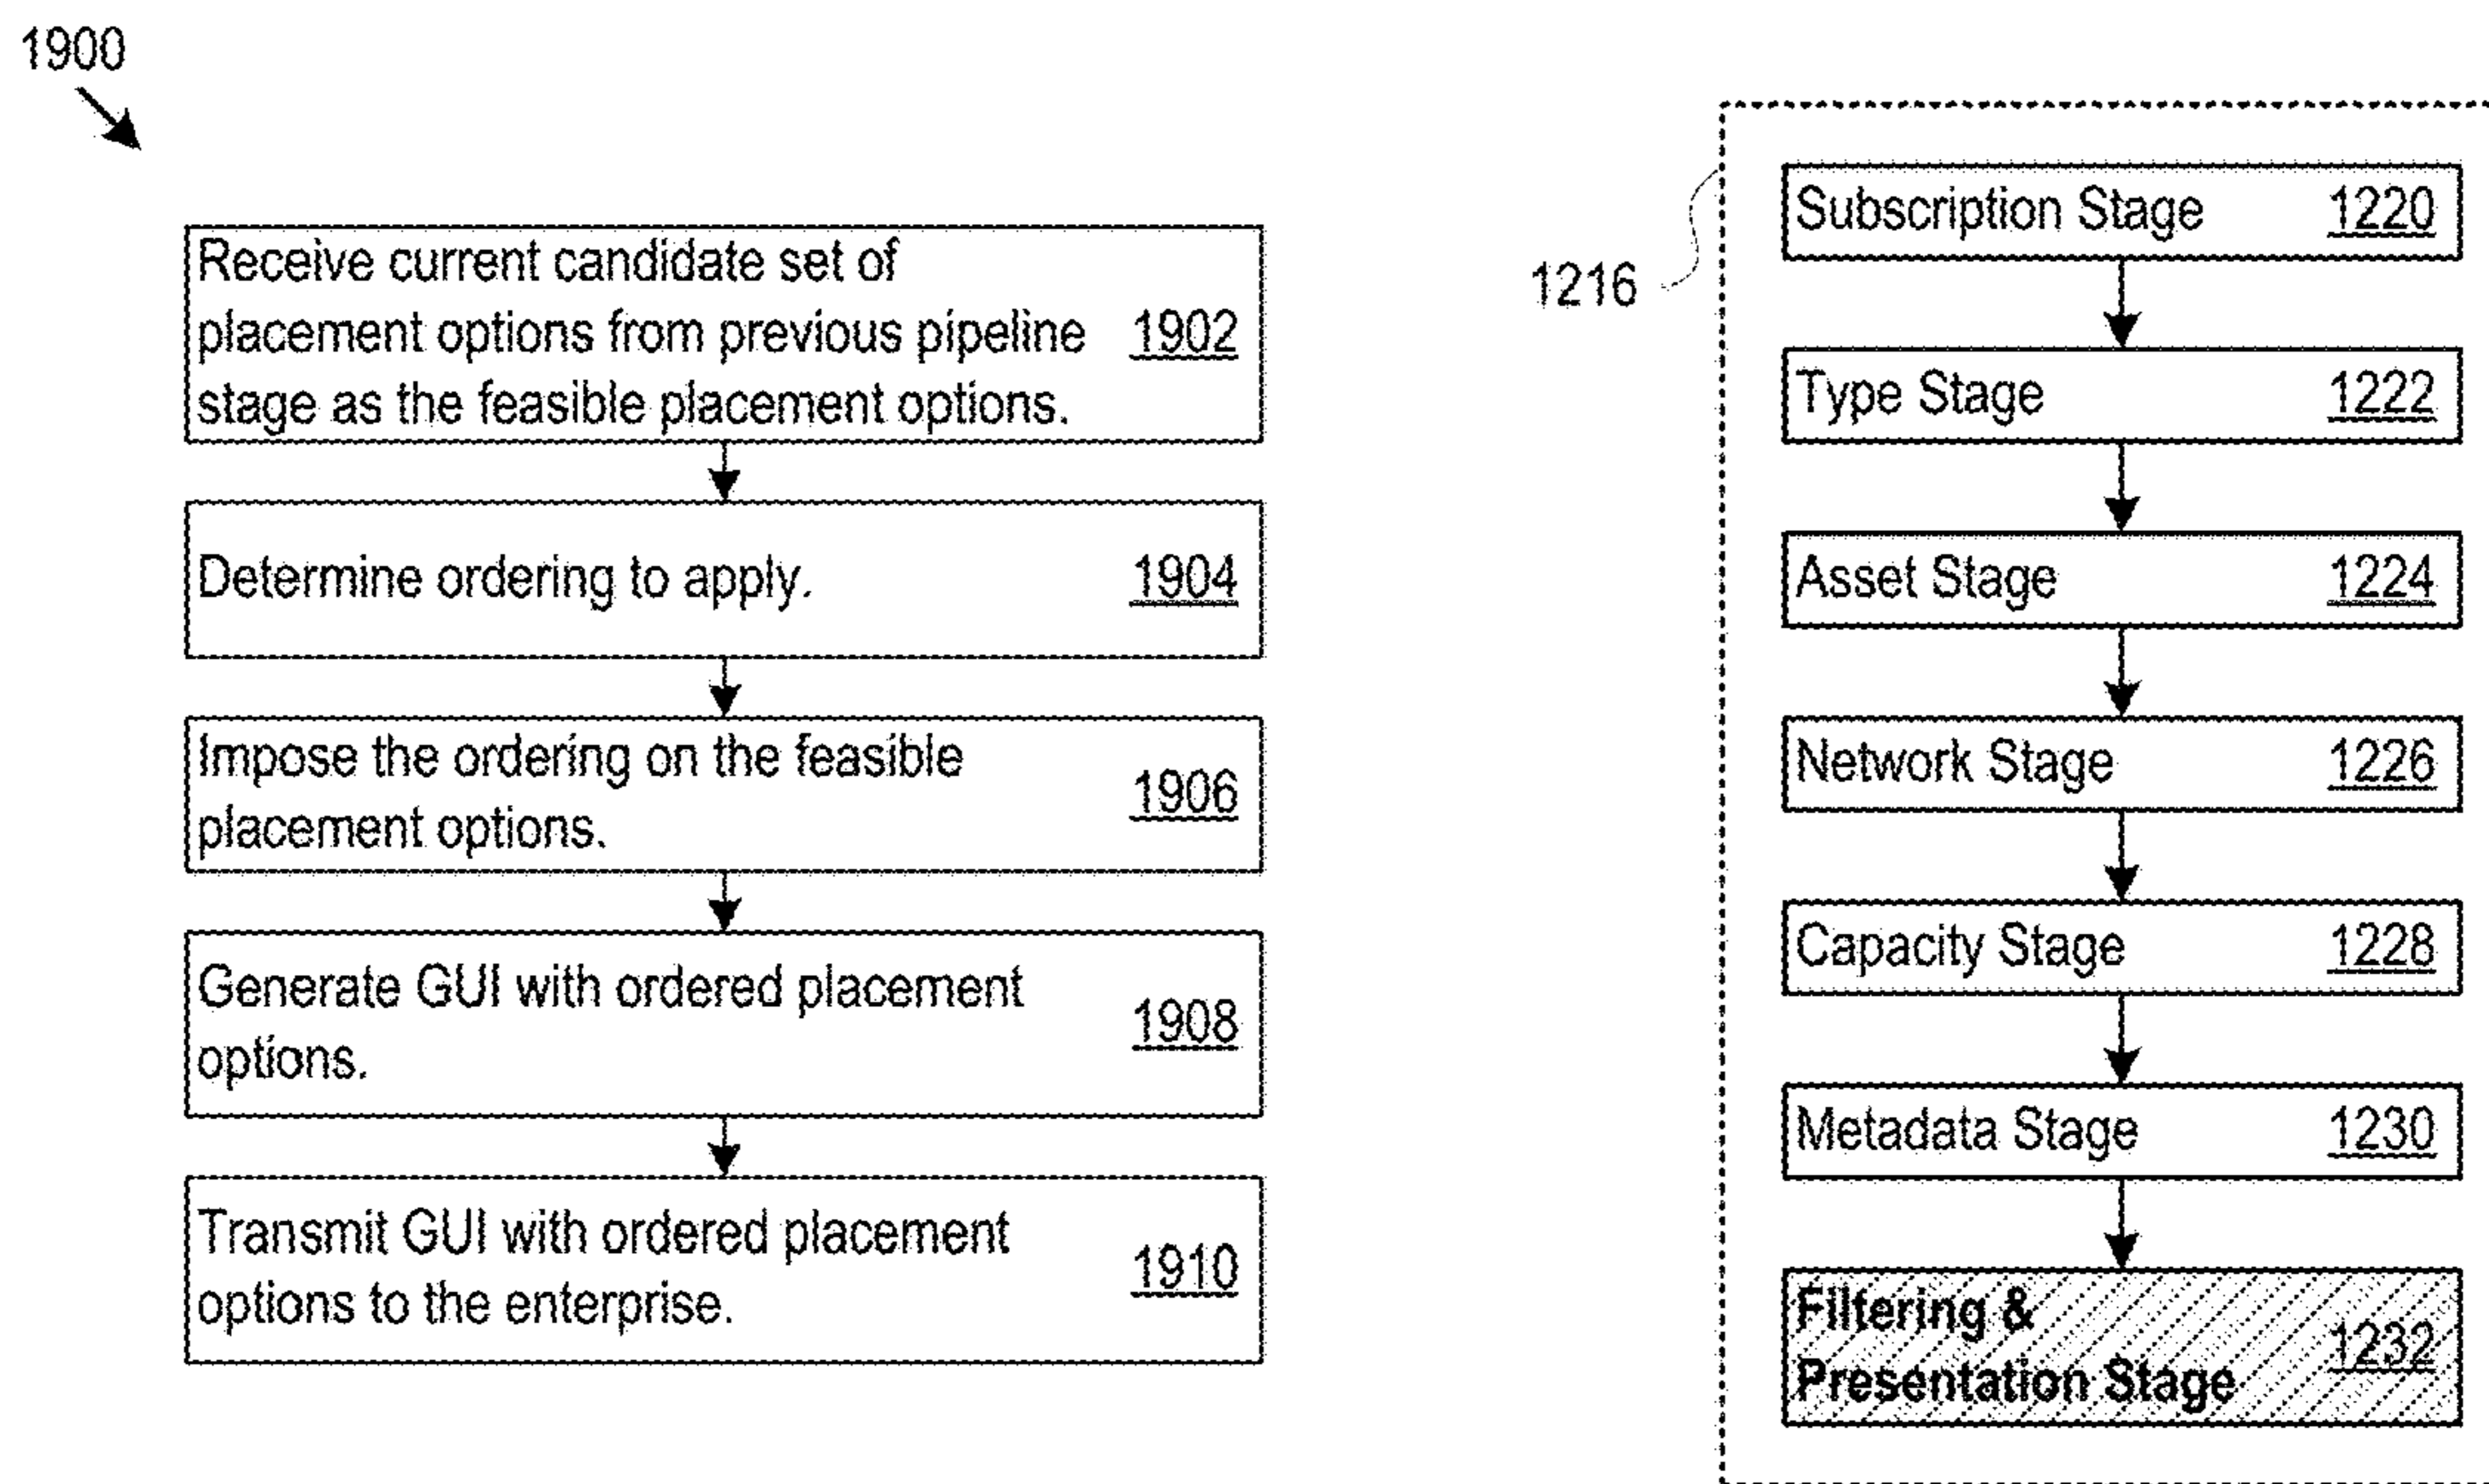 1900
Receive current candidate set of
placement options from previous pipeline 1902
stage as the feasible placement options.
Determine ordering to apply. 1904
Impose the ordering on the feasible
placement options.
1906
Generate GUI with ordered placement
options.
1908
Transmit GUI with ordered placement
options to the enterprise.
1910
1216
Subscription Stage 1220
Type Stage 1222
Asset Stage 1224
Network Stage 1226
Capacity Stage 1228
Metadata Stage 1230
Filtering &
Presentation Stage
1232